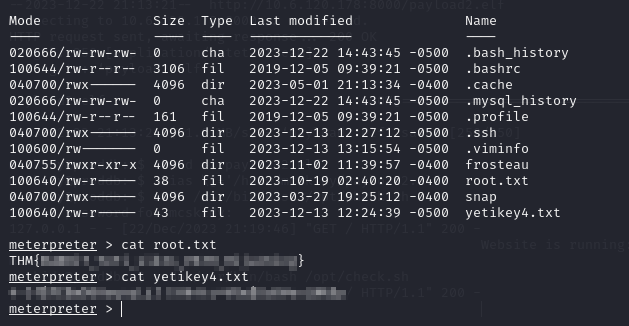 Mode Size Type Last modified Name
---- ---- ---- ------------- ----
020666/rw-rw-rw- 0 cha 2023-12-22 14:43:45 -0500 .bash_history
100644/rw-r--r-- 3106 fil 2019-12-05 09:39:21 -0500 .bashrc
040700/rwx------ 4096 dir 2023-05-01 21:13:34 -0400 .cache
020666/rw-rw-rw- 0 cha 2023-12-22 14:43:45 -0500 .mysql_history
100644/rw-r--r-- 161 fil 2019-12-05 09:39:21 -0500 .profile
040700/rwx------ 4096 dir 2023-12-13 12:27:12 -0500 .ssh
100600/rw------- 0 fil 2023-12-13 13:15:54 -0500 .viminfo
040755/rwxr-xr-x 4096 dir 2023-11-02 11:39:57 -0400 frosteau
100640/rw-r----- 38 fil 2023-10-19 02:40:20 -0400 root.txt
040700/rwx------ 4096 dir 2023-03-27 19:25:12 -0400 snap
100640/rw-r----- 43 fil 2023-12-13 12:24:39 -0500 yetikey4.txt
meterpreter > cat root.txt
THM{ }
meterpreter > cat yetikey4.txt
meterpreter >